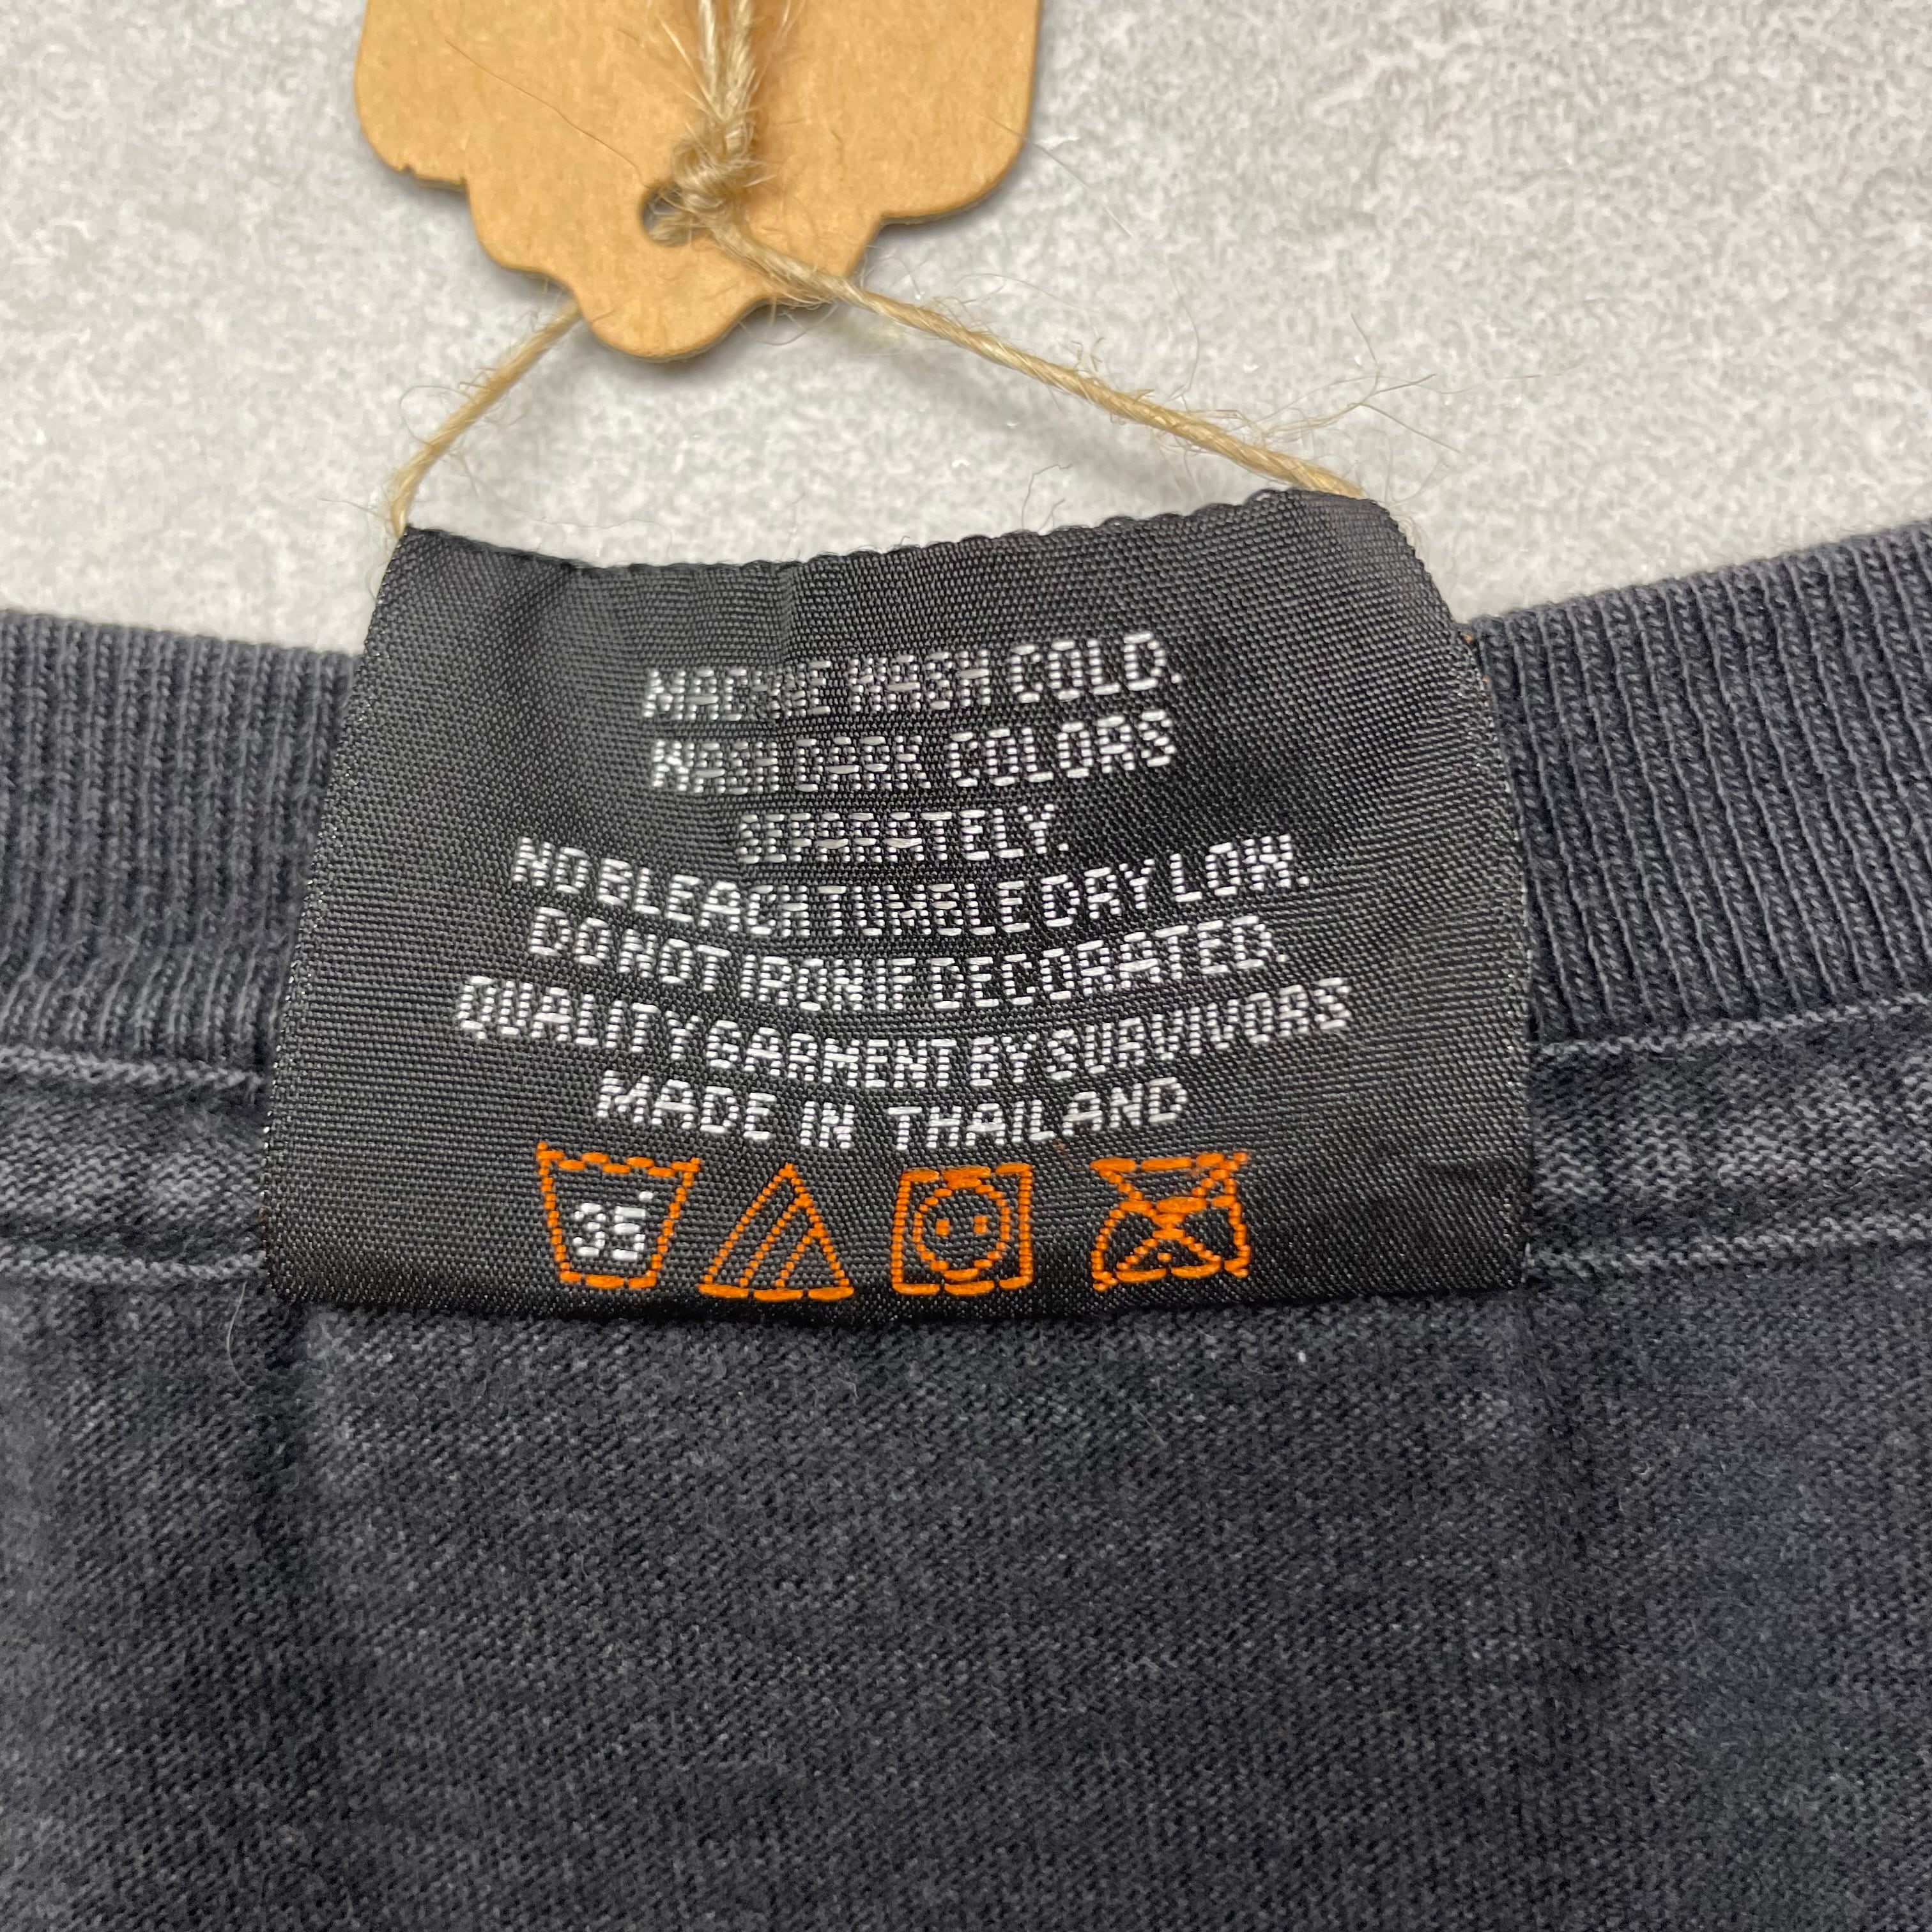 MACHINE WASH COLD.
WASH DARK COLORS
SEPARATELY.
NO BLEACH TUMBLE DRY LOW.
DO NOT IRON IF DECORATED.
QUALITY GARMENT BY SURVIVORS
MADE IN THAILAND
35°